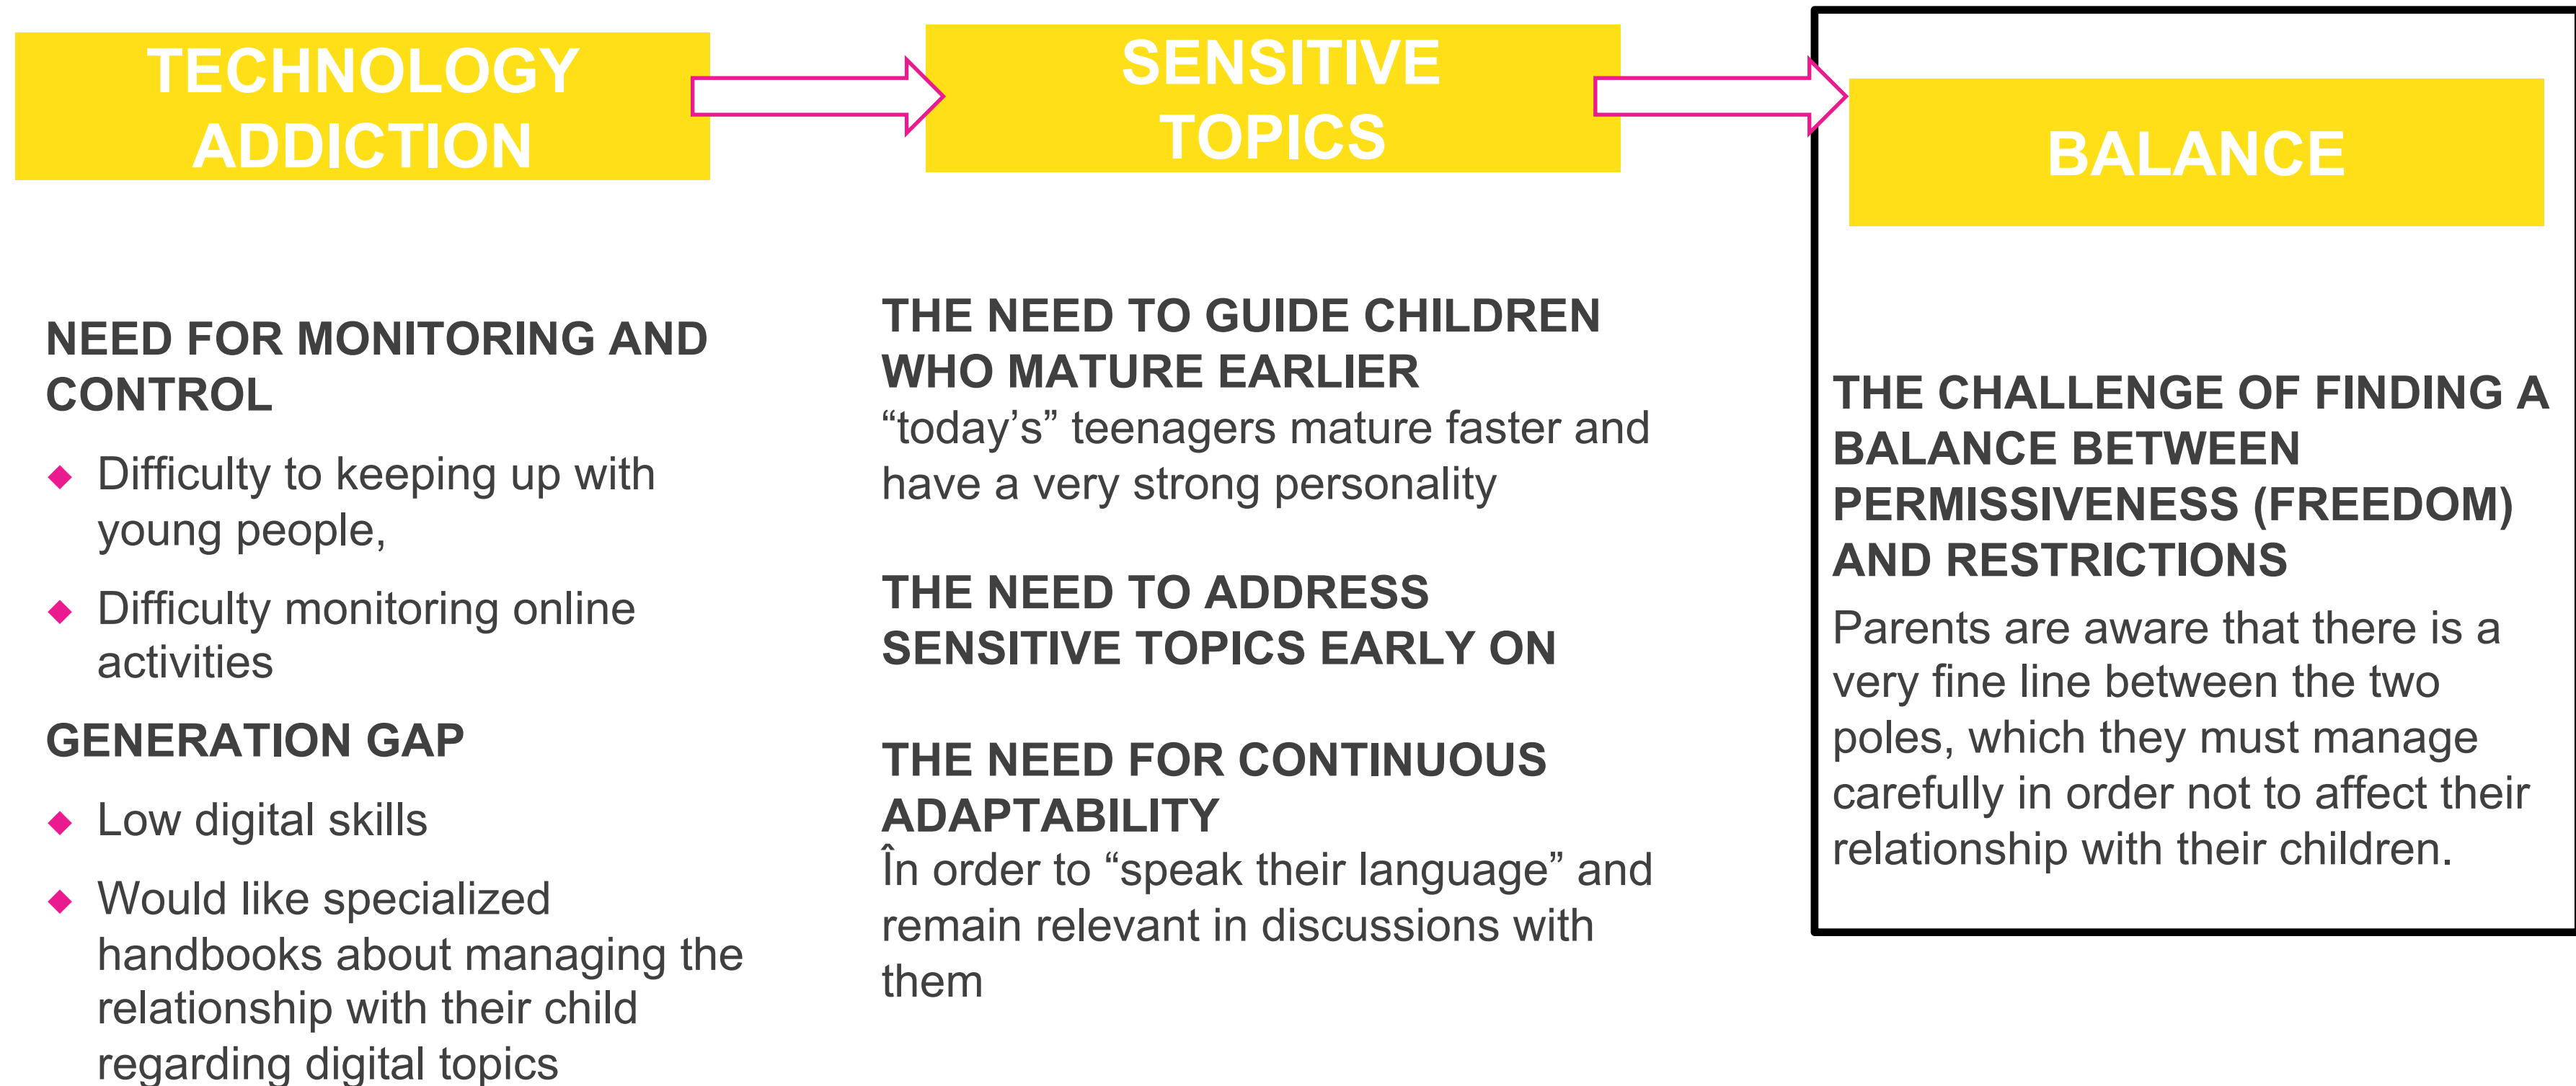 TECHNOLOGY
ADDICTION
NEED FOR MONITORING AND
CONTROL
Difficulty to keeping up with
young people,
Difficulty monitoring online
activities
GENERATION GAP
Low digital skills
Would like specialized
handbooks about managing the
relationship with their child
regarding digital topics
SENSITIVE
TOPICS
THE NEED TO GUIDE CHILDREN
WHO MATURE EARLIER
“today’s” teenagers mature faster and
have a very strong personality
THE NEED TO ADDRESS
SENSITIVE TOPICS EARLY ON
THE NEED FOR CONTINUOUS
ADAPTABILITY
În order to “speak their language” and
remain relevant in discussions with
them
BALANCE
THE CHALLENGE OF FINDING A
BALANCE BETWEEN
PERMISSIVENESS (FREEDOM)
AND RESTRICTIONS
Parents are aware that there is a
very fine line between the two
poles, which they must manage
carefully in order not to affect their
relationship with their children.